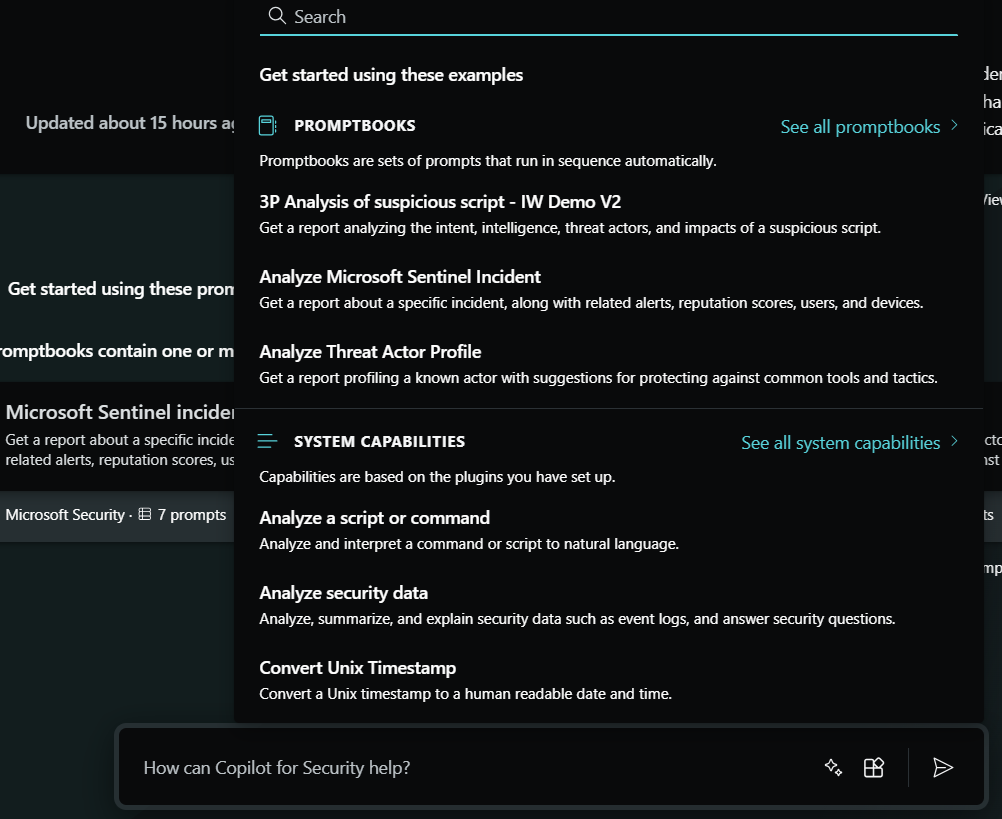 Search
Get started using these examples
PROMPTBOOKS
See all promptbooks
Promptbooks are sets of prompts that run in sequence automatically.
3P Analysis of suspicious script - IW Demo V2
Get a report analyzing the intent, intelligence, threat actors, and impacts of a suspicious script.
Analyze Microsoft Sentinel Incident
Get a report about a specific incident, along with related alerts, reputation scores, users, and devices.
Analyze Threat Actor Profile
Get a report profiling a known actor with suggestions for protecting against common tools and tactics.
SYSTEM CAPABILITIES
See all system capabilities
Capabilities are based on the plugins you have set up.
Analyze a script or command
Analyze and interpret a command or script to natural language.
Analyze security data
Analyze, summarize, and explain security data such as event logs, and answer security questions.
Convert Unix Timestamp
Convert a Unix timestamp to a human readable date and time.
How can Copilot for Security help?
Updated about 15 hours
Get started using these
contain one or
Microsoft Sentinel
Get a report about a specific
related alerts, reputation scores,
Microsoft Security · 7 prompts